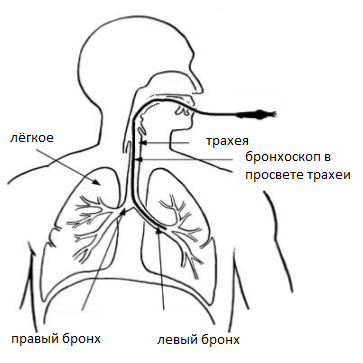 лёгкое
трахея
бронхоскоп в
просвете трахеи
правый бронх
левый бронх